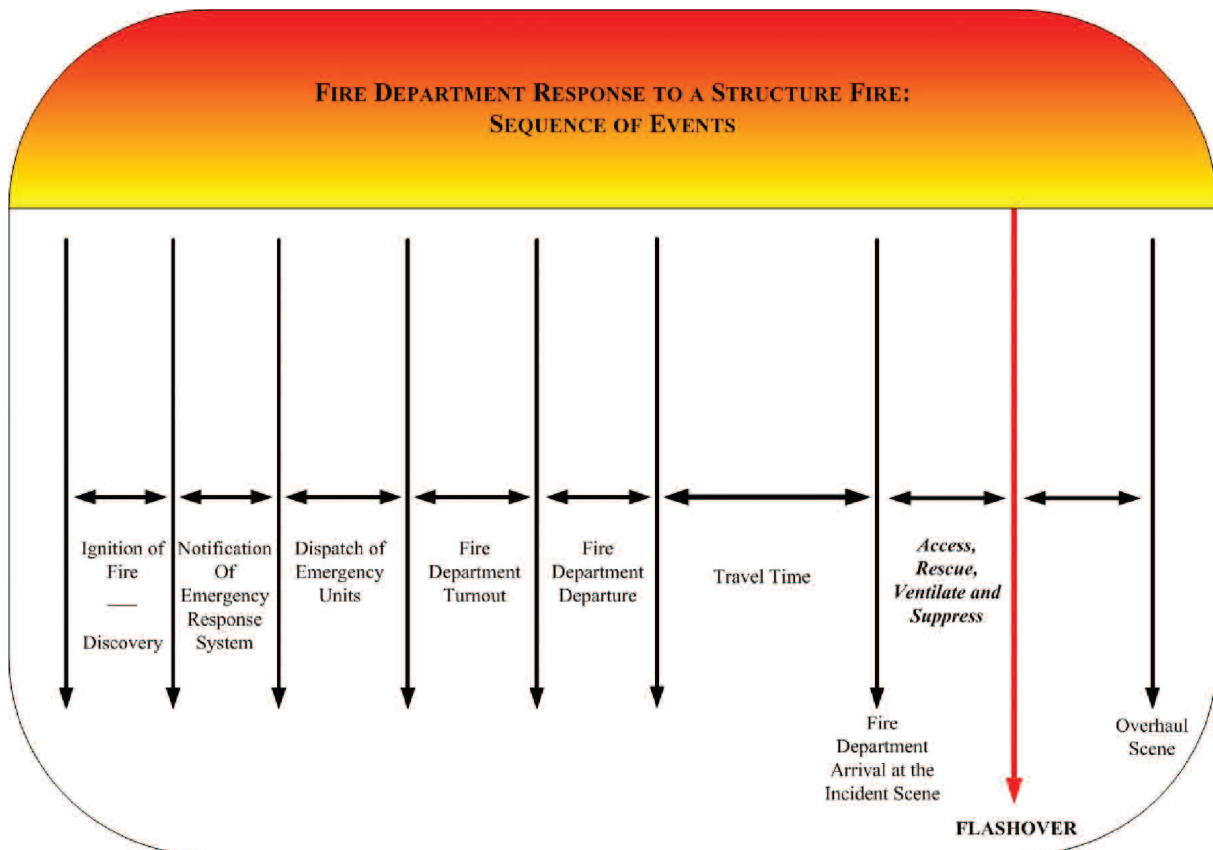 FIRE DEPARTMENT RESPONSE TO A STRUCTURE FIRE:
SEQUENCE OF EVENTS
Ignition of
Fire
—
Discovery
Notification
Of
Emergency
Response
System
Dispatch of
Emergency
Units
Fire
Department
Turnout
Fire
Department
Departure
Travel Time
Access,
Rescue,
Ventilate and
Suppress
Fire
Department
Arrival at the
Incident Scene
FLASHOVER
Overhaul
Scene